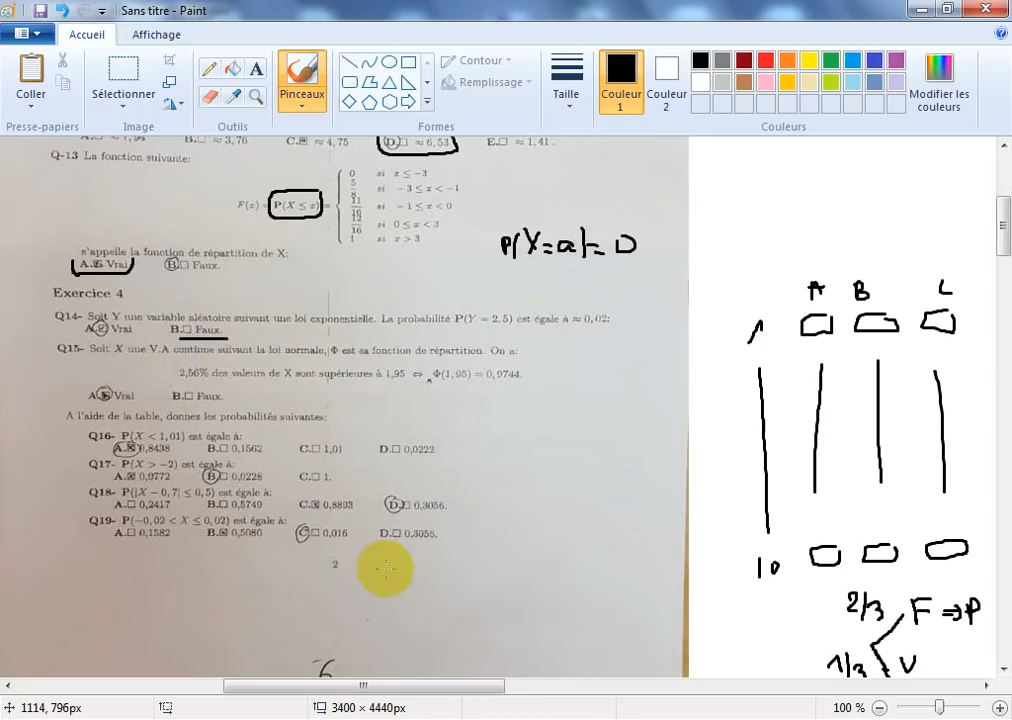 Sans titre - Paint
Accueil Affichage
Coller Sélectionner Pinceaux Contour Remplissage Taille Couleur 1 Couleur 2 Modifier les couleurs
Presse-papiers Image Outils Formes Couleurs
B.□ ≈ 3,76 C.☒ ≈ 4,75 D.□ ≈ 6,53 E.□ ≈ 1,41.
Q-13 La fonction suivante:
0 si x ≤ −3
5/8 si − 3 ≤ x < −1
F(x) = P(X ≤ x) = 11/16 si − 1 ≤ x < 0
12/16 si 0 ≤ x < 3
1 si x > 3
P(X=a)=0
s'appelle la fonction de répartition de X:
A.☒ Vrai B.□ Faux.
Exercice 4
A B C
Q14- Soit Y une variable aléatoire suivant une loi exponentielle. La probabilité P(Y = 2,5) est égale à ≈ 0,02:
A Vrai B.□ Faux.
1
Q15- Soit X une V.A continue suivant la loi normale, Φ est sa fonction de répartition. On a:
2,56% des valeurs de X sont supérieures à 1,95 ⇔ Φ(1,95) = 0,9744.
A Vrai B.□ Faux.
A l'aide de la table, donnez les probabilités suivantes:
Q16- P(X < 1,01) est égale à:
A.☒ 0,8438 B.□ 0,1562 C.□ 1,01 D.□ 0,0222
Q17- P(X > −2) est égale à:
A.☒ 0,9772 B.□ 0,0228 C.□ 1.
Q18- P(|X − 0,7| ≤ 0,5) est égale à:
A.□ 0,2417 B.□ 0,5740 C.☒ 0,8893 D.□ 0,3056.
Q19- P(−0,02 < X ≤ 0,02) est égale à:
A.□ 0,1582 B.☒ 0,5080 C.□ 0,016 D.□ 0,3056.
2
10
2/3 F ⇒ P
1/3 V
1114, 796px 3400 × 4440px 100 %